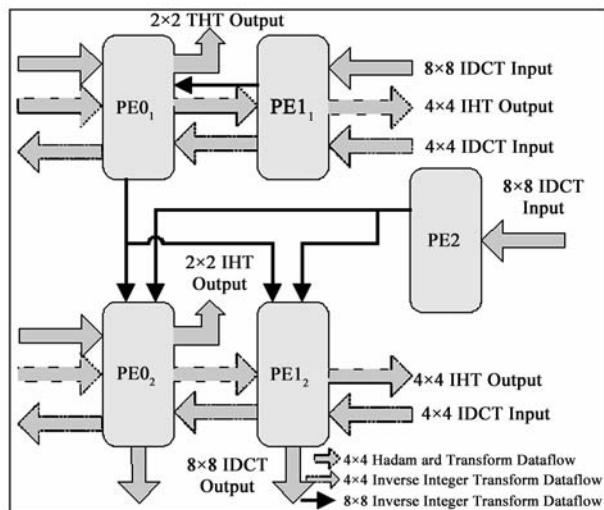 2×2 THT Output
8×8 IDCT Input
PE0₁
PE1₁
4×4 IHT Output
4×4 IDCT Input
8×8 IDCT
Input
PE2
2×2 IHT
Output
PE0₂
PE1₂
4×4 IHT Output
4×4 IDCT Input
8×8 IDCT
Output
4×4 Hadam ard Transform Dataflow
4×4 Inverse Integer Transform Dataflow
8×8 Inverse Integer Transform Dataflow